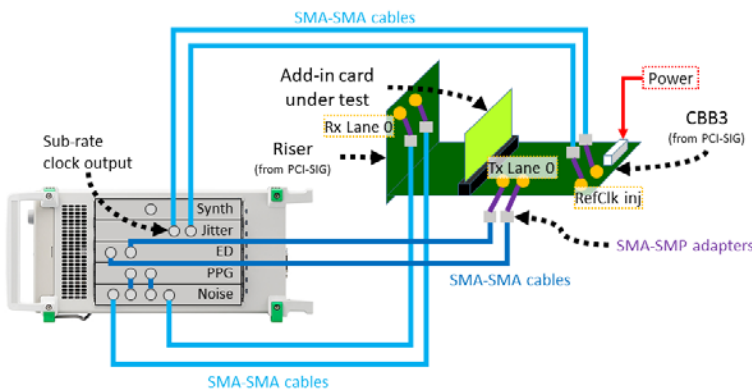 SMA-SMA cables
Power
Add-in card
under test
CBB3
(from PCI-SIG)
Rx Lane 0
Sub-rate
clock output
Riser
(from PCI-SIG)
Tx Lane 0
RefClk inj
Synth
Jitter
ED
PPG
Noise
SMA-SMP adapters
SMA-SMA cables
SMA-SMA cables